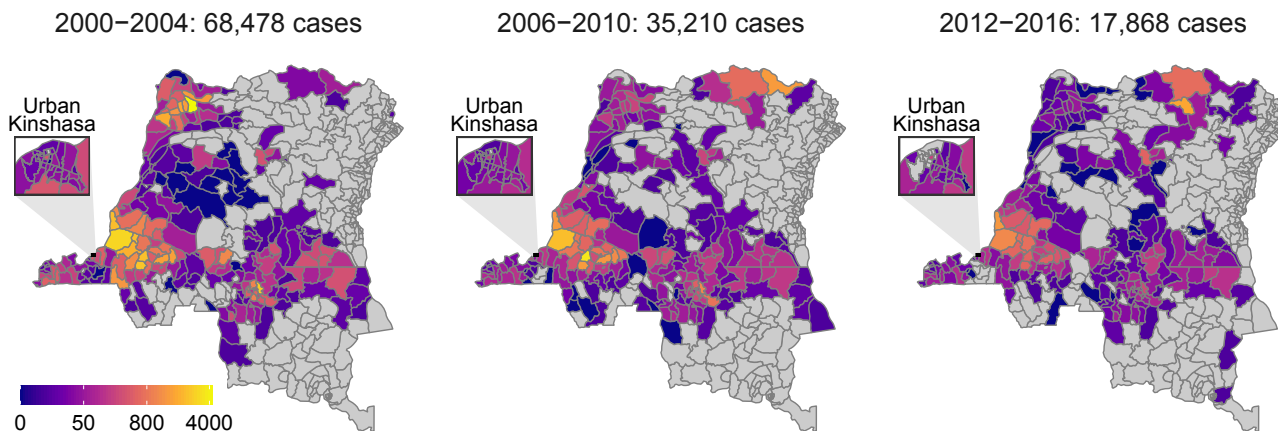 2000−2004: 68,478 cases
2006−2010: 35,210 cases
2012−2016: 17,868 cases
Urban
Kinshasa
Urban
Kinshasa
Urban
Kinshasa
0 50 800 4000